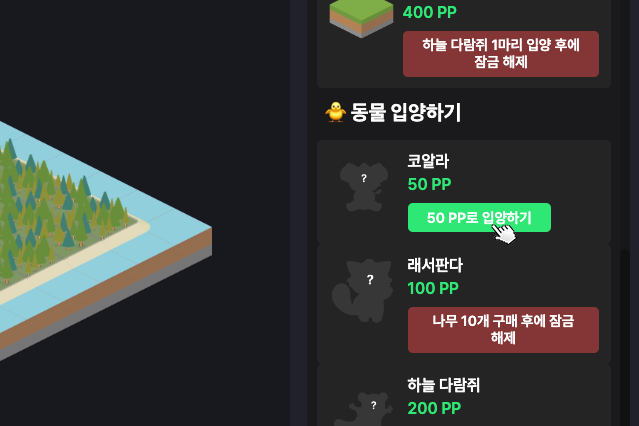 400 PP
하늘 다람쥐 1마리 입양 후에
잠금 해제
🐥 동물 입양하기
?
코알라
50 PP
50 PP로 입양하기
?
래서판다
100 PP
나무 10개 구매 후에 잠금
해제
?
하늘 다람쥐
200 PP